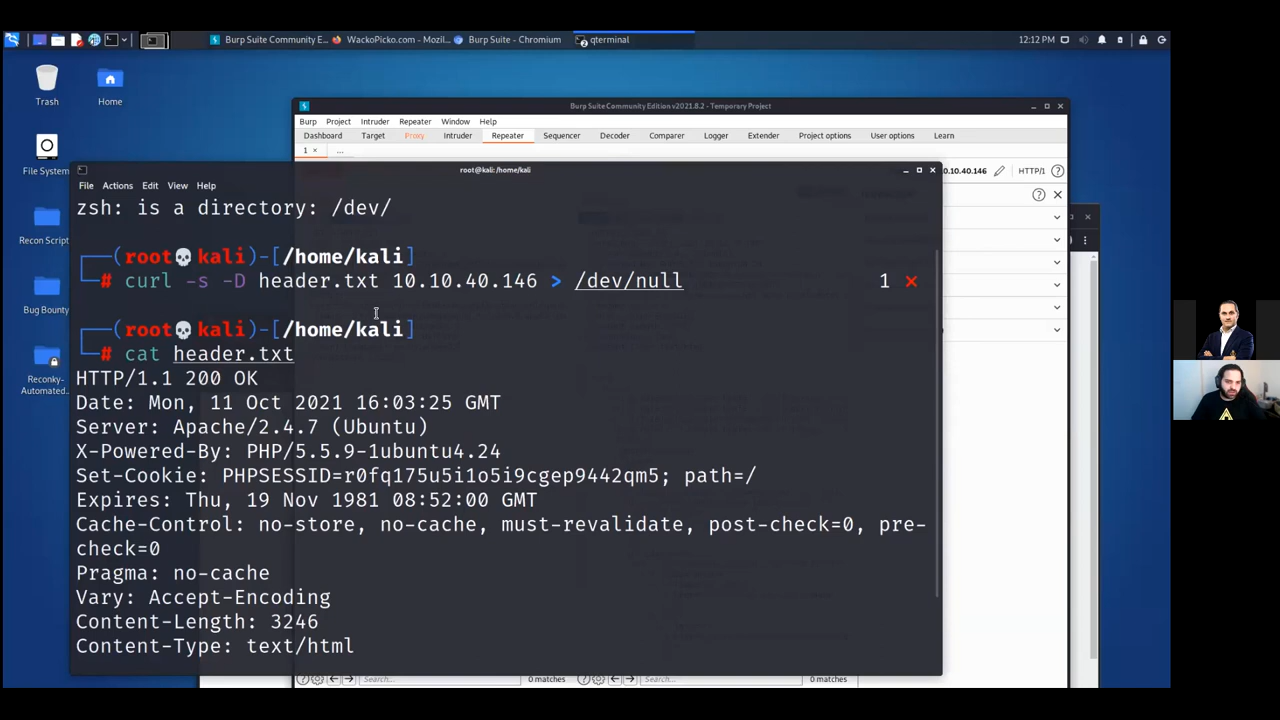 Burp Suite Community E...
WackoPicko.com - Mozil...
Burp Suite - Chromium
qterminal
12:12 PM
Trash
Home
File System
Recon Script
Bug Bounty
Reconky-
Automated...
Burp Suite Community Edition v2021.8.2 - Temporary Project
Burp Project Intruder Repeater Window Help
Dashboard Target Proxy Intruder Repeater Sequencer Decoder Comparer Logger Extender Project options User options Learn
1 × ...
0.10.40.146 HTTP/1
root@kali: /home/kali
File Actions Edit View Help
zsh: is a directory: /dev/
(root💀kali)-[/home/kali]
# curl -s -D header.txt 10.10.40.146 > /dev/null 1 ✗
(root💀kali)-[/home/kali]
# cat header.txt
HTTP/1.1 200 OK
Date: Mon, 11 Oct 2021 16:03:25 GMT
Server: Apache/2.4.7 (Ubuntu)
X-Powered-By: PHP/5.5.9-1ubuntu4.24
Set-Cookie: PHPSESSID=r0fq175u5i1o5i9cgep9442qm5; path=/
Expires: Thu, 19 Nov 1981 08:52:00 GMT
Cache-Control: no-store, no-cache, must-revalidate, post-check=0, pre-
check=0
Pragma: no-cache
Vary: Accept-Encoding
Content-Length: 3246
Content-Type: text/html
Search... 0 matches Search... 0 matches